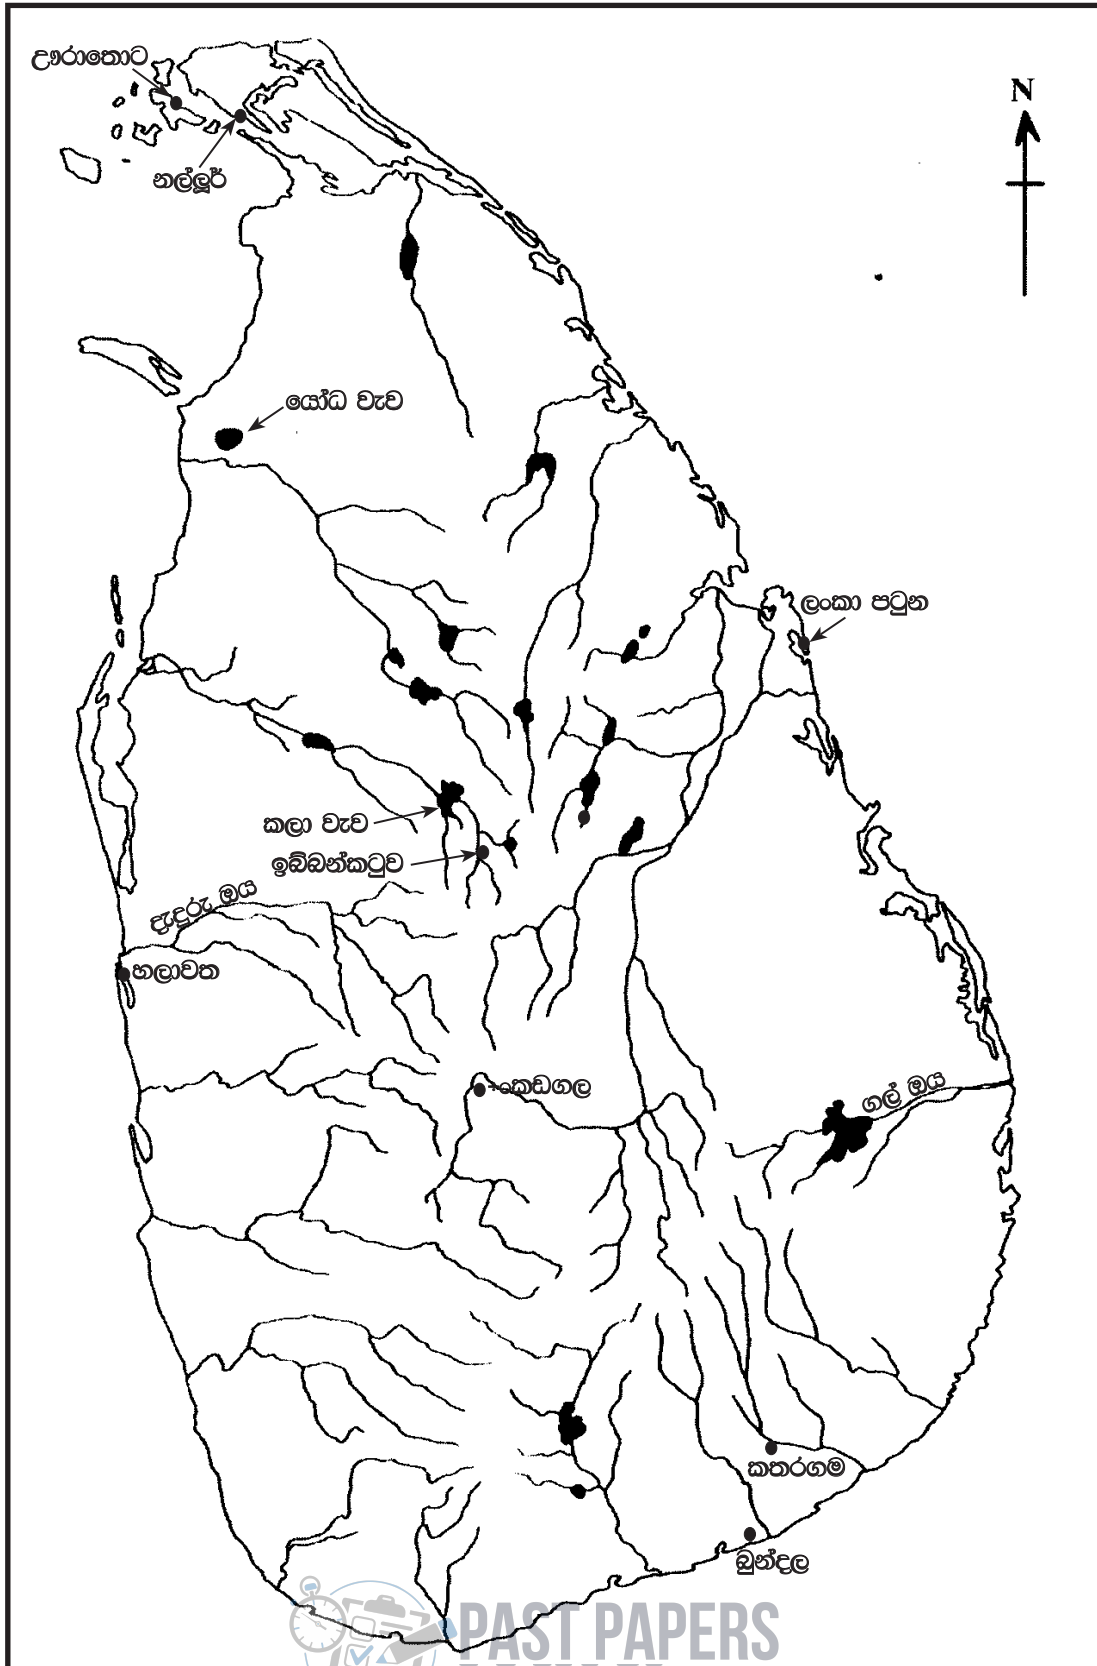 ඌරාතොට
N
නල්ලූර්
යෝධ වැව
ලංකා පටුන
කලා වැව
ඉබ්බන්කටුව
දැදුරු ඔය
හලාවත
කෙඩගල
ගල් ඔය
කතරගම
බුන්දල
PAST PAPERS